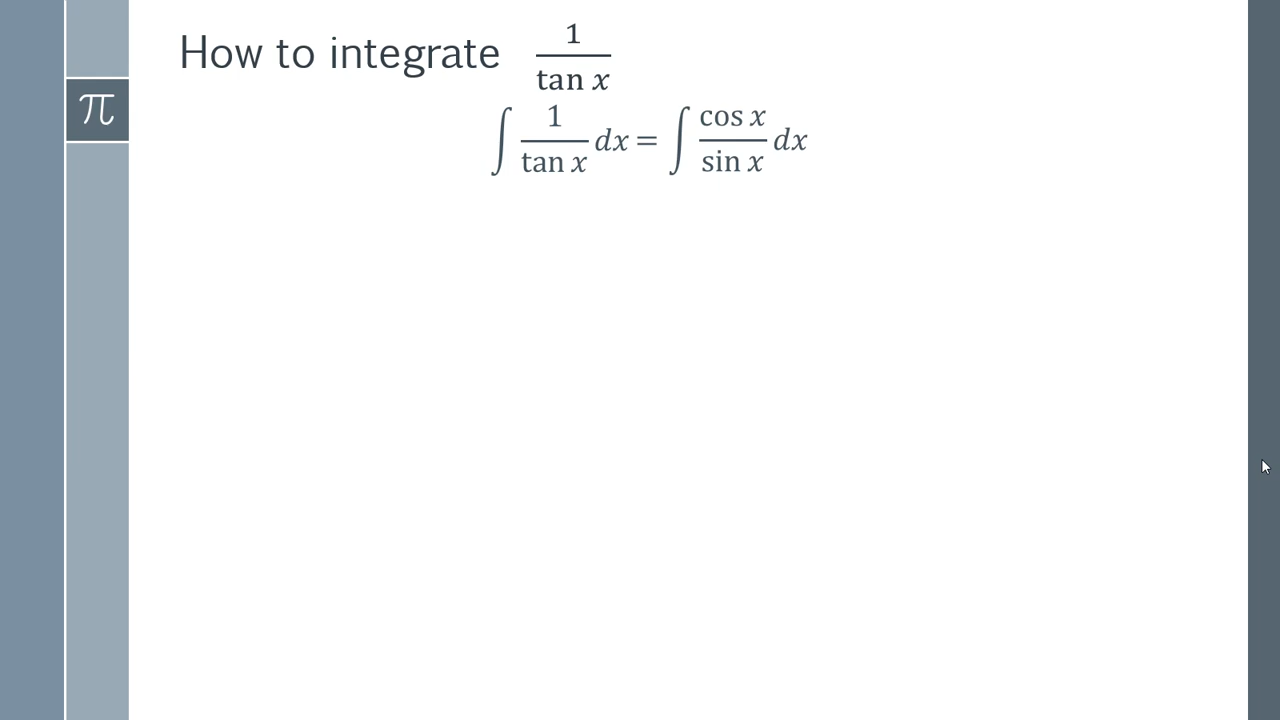 How to integrate 1/tan x
∫ 1/tan x dx = ∫ cos x/sin x dx
π